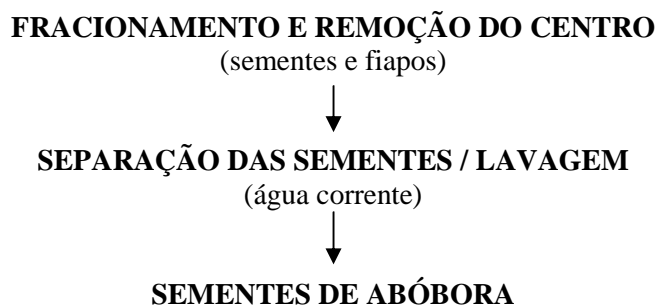 FRACIONAMENTO E REMOÇÃO DO CENTRO
(sementes e fiapos)
SEPARAÇÃO DAS SEMENTES / LAVAGEM
(água corrente)
SEMENTES DE ABÓBORA